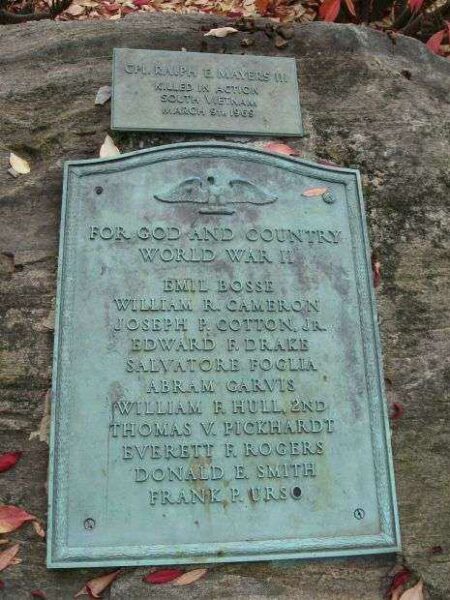 CPL. RALPH E. MAYERS III
KILLED IN ACTION
SOUTH VIETNAM
MARCH 9TH, 1969
FOR GOD AND COUNTRY
WORLD WAR II
EMIL BOSSE
WILLIAM R. CAMERON
JOSEPH P. COTTON, JR.
EDWARD F. DRAKE
SALVATORE FOGLIA
ABRAM GARVIS
WILLIAM F. HULL, 2ND
THOMAS V. PICKHARDT
EVERETT F. ROGERS
DONALD E. SMITH
FRANK P. URSO